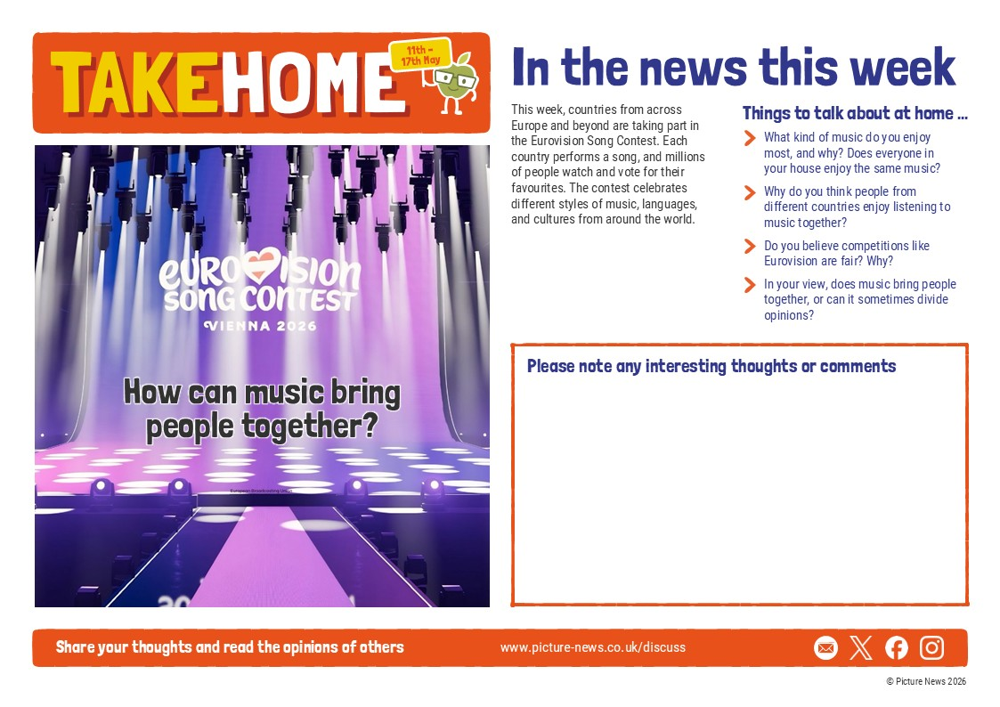 TAKEHOME
11th –
17th May
EUROVISION
SONG CONTEST
VIENNA 2026
How can music bring
people together?
European Broadcasting Union
In the news this week
This week, countries from across
Europe and beyond are taking part in
the Eurovision Song Contest. Each
country performs a song, and millions
of people watch and vote for their
favourites. The contest celebrates
different styles of music, languages,
and cultures from around the world.
Things to talk about at home ...
What kind of music do you enjoy
most, and why? Does everyone in
your house enjoy the same music?
Why do you think people from
different countries enjoy listening to
music together?
Do you believe competitions like
Eurovision are fair? Why?
In your view, does music bring people
together, or can it sometimes divide
opinions?
Please note any interesting thoughts or comments
Share your thoughts and read the opinions of others
www.picture-news.co.uk/discuss
© Picture News 2026